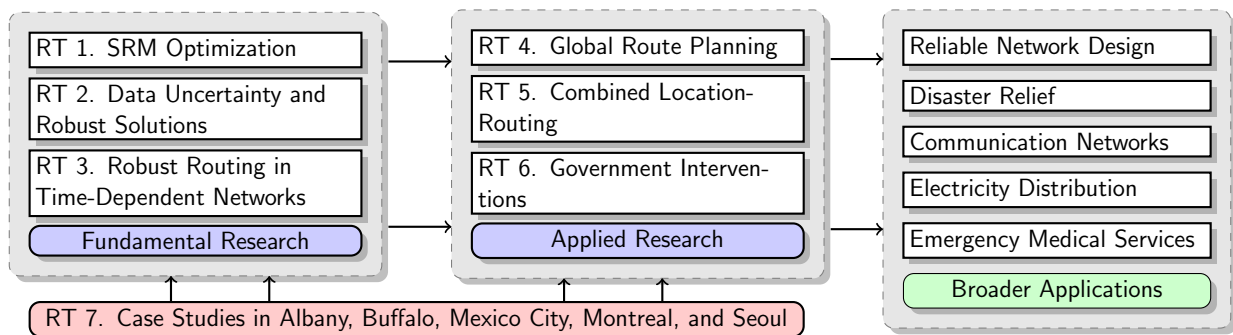 RT 1. SRM Optimization
RT 2. Data Uncertainty and
Robust Solutions
RT 3. Robust Routing in
Time-Dependent Networks
Fundamental Research
RT 4. Global Route Planning
RT 5. Combined Location-
Routing
RT 6. Government Interven-
tions
Applied Research
Reliable Network Design
Disaster Relief
Communication Networks
Electricity Distribution
Emergency Medical Services
Broader Applications
RT 7. Case Studies in Albany, Buffalo, Mexico City, Montreal, and Seoul